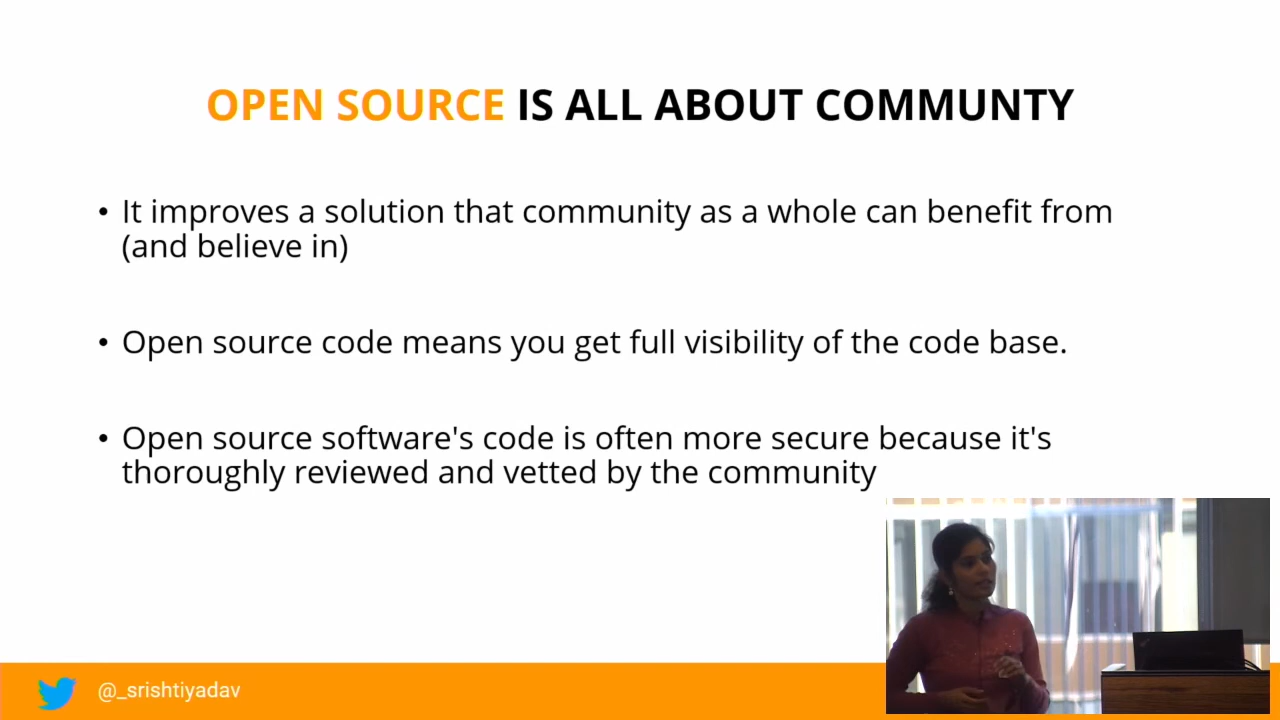 OPEN SOURCE IS ALL ABOUT COMMUNTY
• It improves a solution that community as a whole can benefit from
(and believe in)
• Open source code means you get full visibility of the code base.
• Open source software's code is often more secure because it's
thoroughly reviewed and vetted by the community
@_srishtiyadav